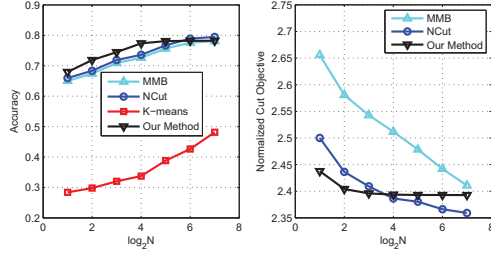 0.9
0.8
0.7
0.6
0.5
0.4
0.3
0.2
Accuracy
MMB
NCut
K−means
Our Method
0 2 4 6 8
log2N
2.75
2.7
2.65
2.6
2.55
2.5
2.45
2.4
2.35
Normalized Cut Objective
MMB
NCut
Our Method
0 2 4 6 8
log2N